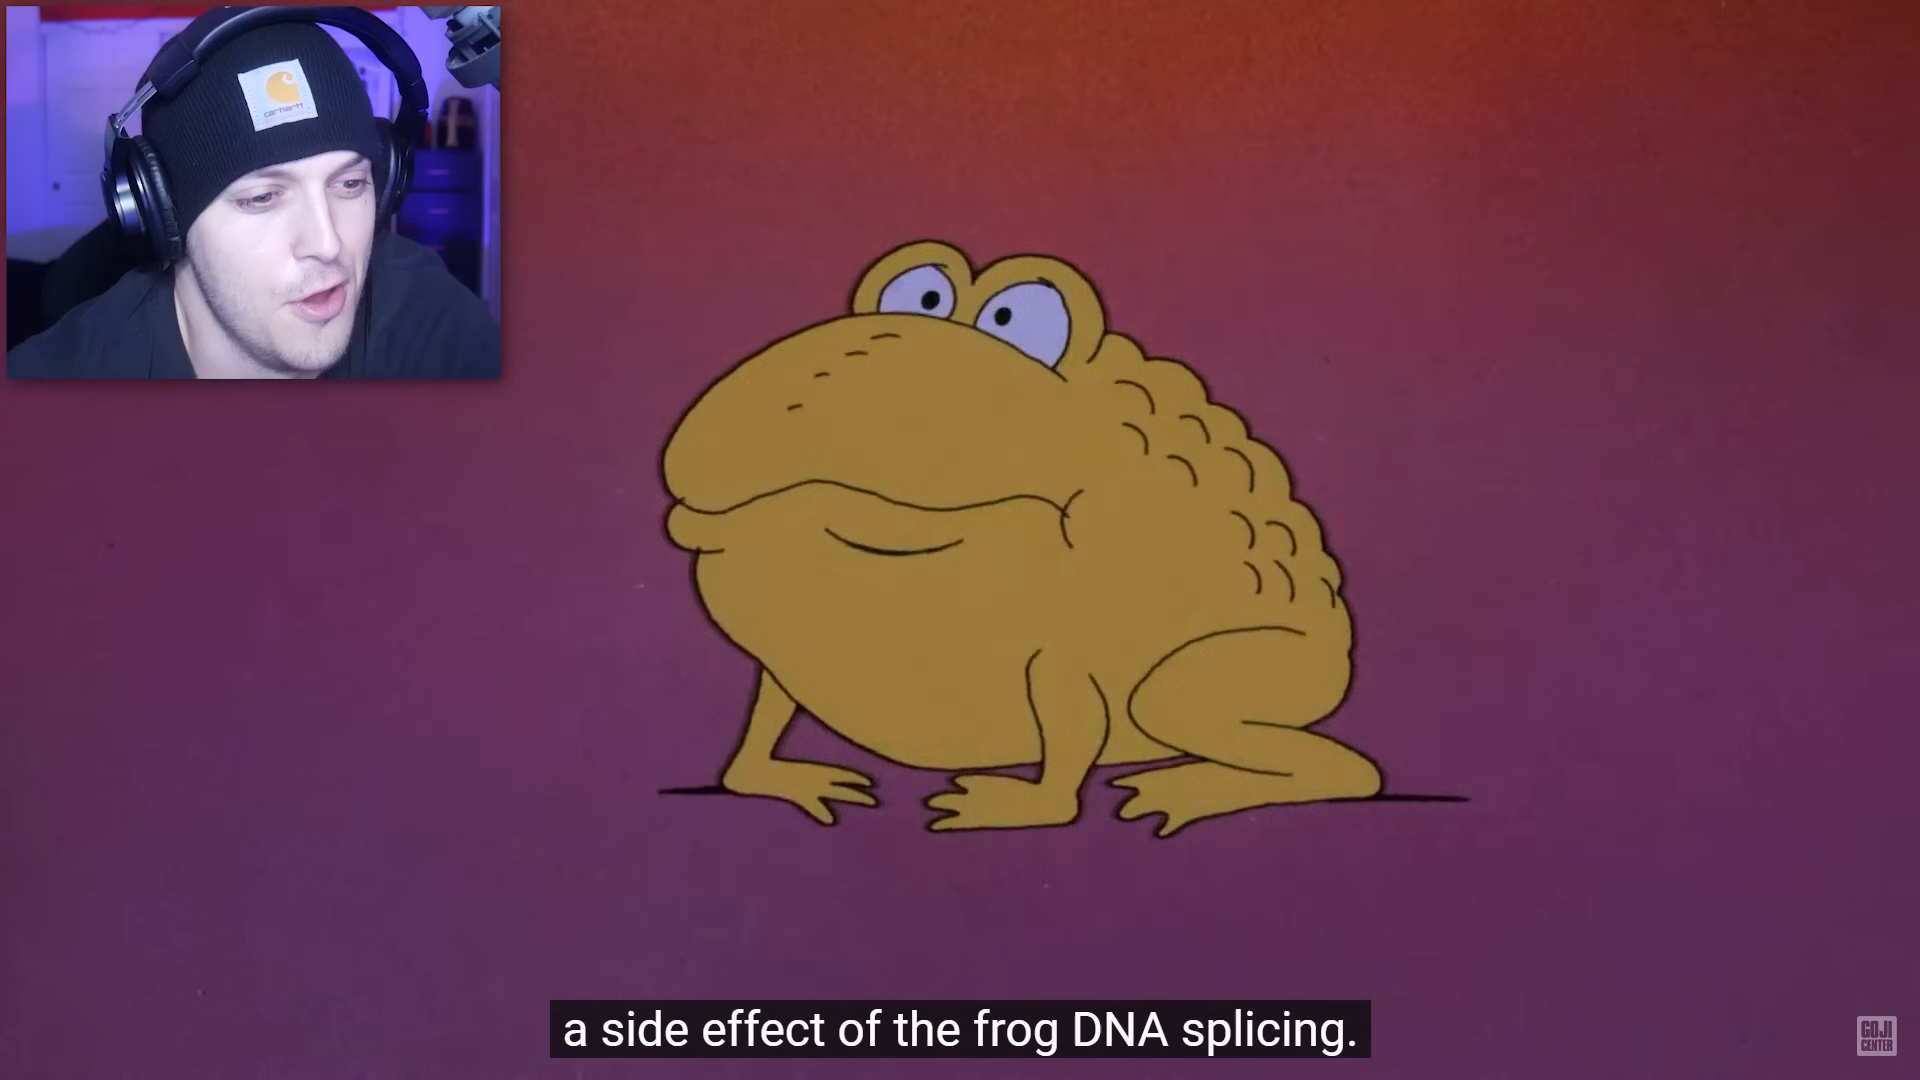 carhartt
a side effect of the frog DNA splicing.
GOJI
CENTER